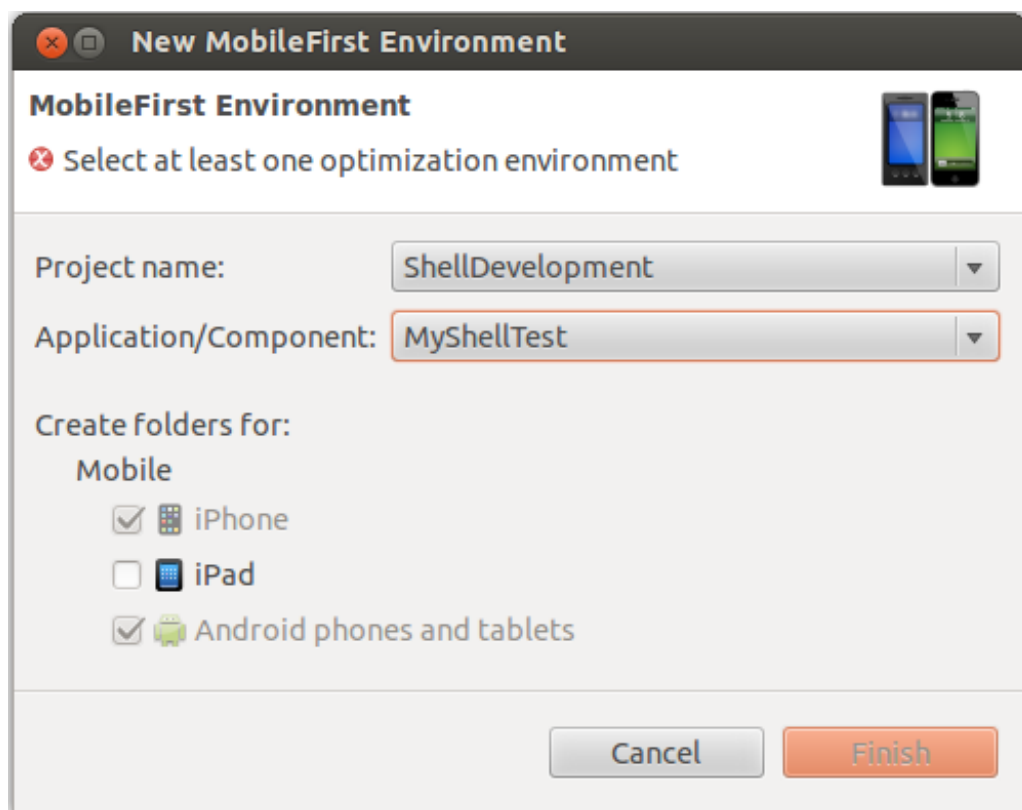 New MobileFirst Environment
MobileFirst Environment
Select at least one optimization environment
Project name: ShellDevelopment
Application/Component: MyShellTest
Create folders for:
Mobile
iPhone
iPad
Android phones and tablets
Cancel Finish